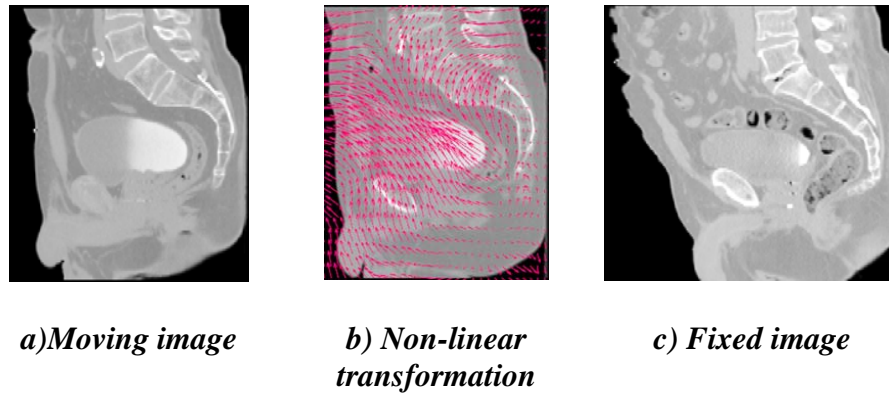 a)Moving image
b) Non-linear
transformation
c) Fixed image